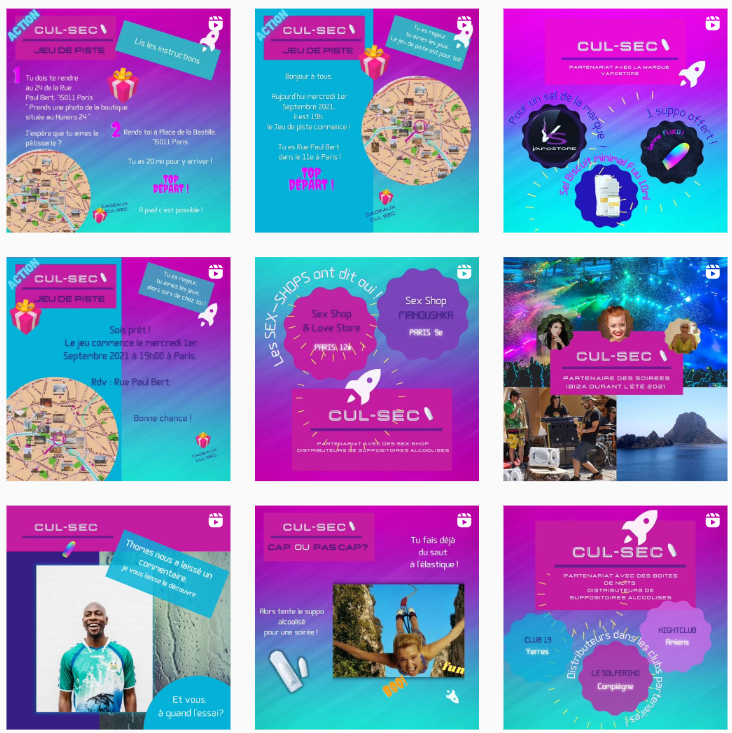 ACTION
CUL-SEC
JEU DE PISTE
Lis les instructions
1
Tu dois te rendre
au 24 de la Rue
Paul Bert, 75011 Paris
" Prends une photo de la boutique
située au Numéro 24 "
J'espère que tu aimes la
pâtisserie ?
2
Rends toi à Place de la Bastille,
75011 Paris
Tu as 20 mn pour y arriver !
TOP
DEPART !
A pied c'est possible !
CADEAUX
CUL-SEC
ACTION
CUL-SEC
JEU DE PISTE
Tu es majeur,
tu aimes les jeux,
Le jeu de piste est pour toi!
Bonjour à tous,
Aujourd'hui mercredi 1er
Septembre 2021,
il est 19h,
le Jeu de piste commence !
Tu es Rue Paul Bert
dans le 11e à Paris !
TOP
DEPART !
CADEAUX
CUL-SEC
CUL-SEC
PARTENARIAT AVEC LA MARQUE
VAPOSTORE
Pour un sel de la marque !
VS
VAPOSTORE
1 suppo offert !
Sel Biscuit minimal Fuu 10ml
ACTION
CUL-SEC
JEU DE PISTE
Tu es majeur,
Tu aimes les jeux,
alors sors de chez toi !
Sois prêt !
Le jeu commence le mercredi 1er
Septembre 2021 à 19h00 à Paris.
Rdv : Rue Paul Bert.
Bonne chance !
CADEAUX
CUL-SEC
Les SEX-SHOPS ont dit oui !
Sex Shop
& Love Store
PARIS 12e
Sex Shop
MANOUSHKA
PARIS 9e
CUL-SEC
PARTENARIAT AVEC DES SEX-SHOP
DISTRIBUTEURS DE SUPPOSITOIRES ALCOOLISES
CUL-SEC
PARTENAIRE DES SOIREES
IBIZA DURANT L'ÉTÉ 2021
CUL-SEC
Thomas nous a laissé un
commentaire,
je vous laisse le découvrir.
Et vous,
à quand l'essai?
CUL-SEC
CAP OU PAS CAP?
Tu fais déjà
du saut
à l'élastique !
Alors tente le suppo
alcoolisé
pour une soirée !
fun
BOO!
CUL-SEC
PARTENARIAT AVEC DES BOITES
DE NUITS
DISTRIBUTEURS DE
SUPPOSITOIRES ALCOOLISES
CLUB 13
Yerres
NIGHTCLUB
Amiens
LE SOLFERINO
Compiègne
Distributeurs dans les clubs partenaires!